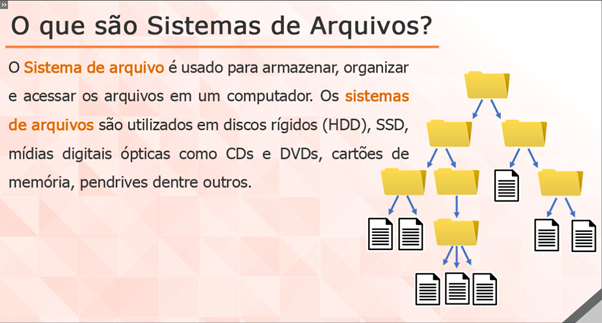 O que são Sistemas de Arquivos?
O Sistema de arquivo é usado para armazenar, organizar
e acessar os arquivos em um computador. Os sistemas
de arquivos são utilizados em discos rígidos (HDD), SSD,
mídias digitais ópticas como CDs e DVDs, cartões de
memória, pendrives dentre outros.